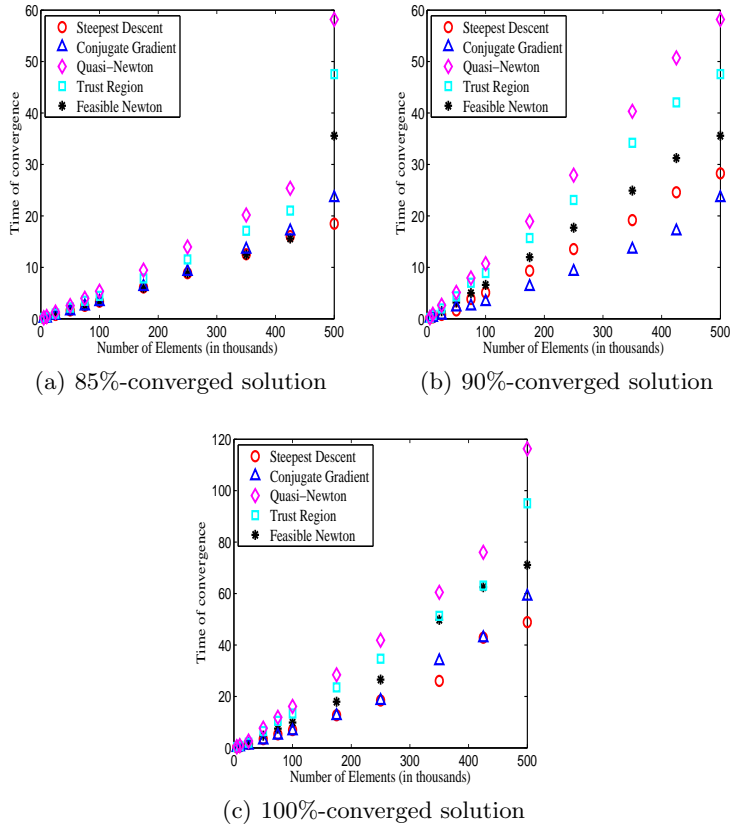 60
50
40
30
20
10
0
Time of convergence
Steepest Descent
Conjugate Gradient
Quasi−Newton
Trust Region
Feasible Newton
0 100 200 300 400 500
Number of Elements (in thousands)
(a) 85%-converged solution
60
50
40
30
20
10
0
Time of convergence
Steepest Descent
Conjugate Gradient
Quasi−Newton
Trust Region
Feasible Newton
0 100 200 300 400 500
Number of Elements (in thousands)
(b) 90%-converged solution
120
100
80
60
40
20
0
Time of convergence
Steepest Descent
Conjugate Gradient
Quasi−Newton
Trust Region
Feasible Newton
0 100 200 300 400 500
Number of Elements (in thousands)
(c) 100%-converged solution